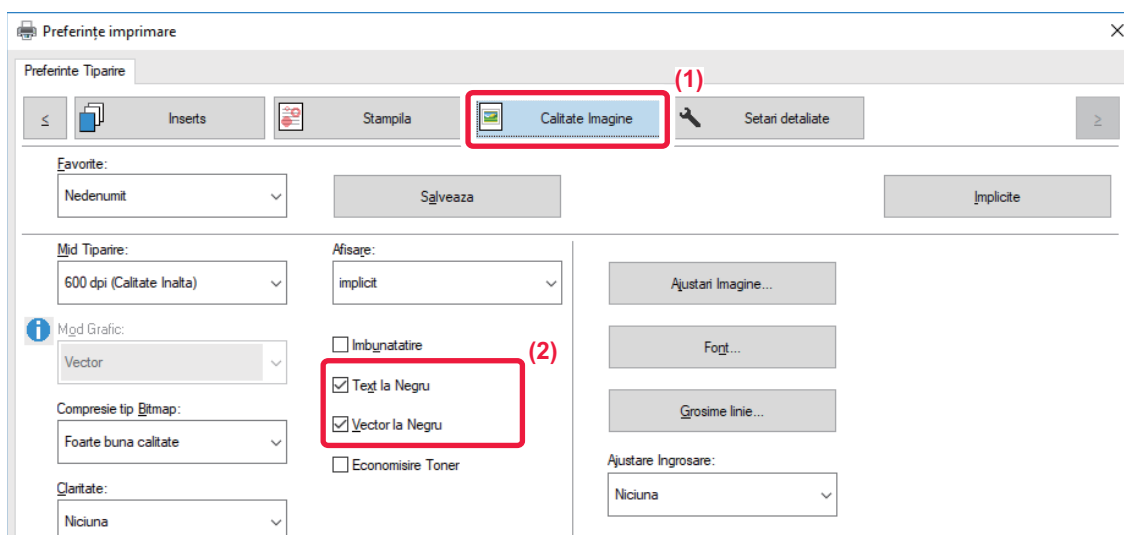 Preferințe imprimare
Preferinte Tiparire
(1)
<
Inserts
Stampila
Calitate Imagine
Setari detaliate
>
Favorite:
Nedenumit
Salveaza
Implicite
Mid Tiparire:
600 dpi (Calitate Inalta)
Afisare:
implicit
Ajustari Imagine...
Mod Grafic:
Vector
Imbunatatire
(2)
Font...
Text la Negru
Compresie tip Bitmap:
Vector la Negru
Grosime linie...
Foarte buna calitate
Economisire Toner
Ajustare Ingrosare:
Claritate:
Niciuna
Niciuna